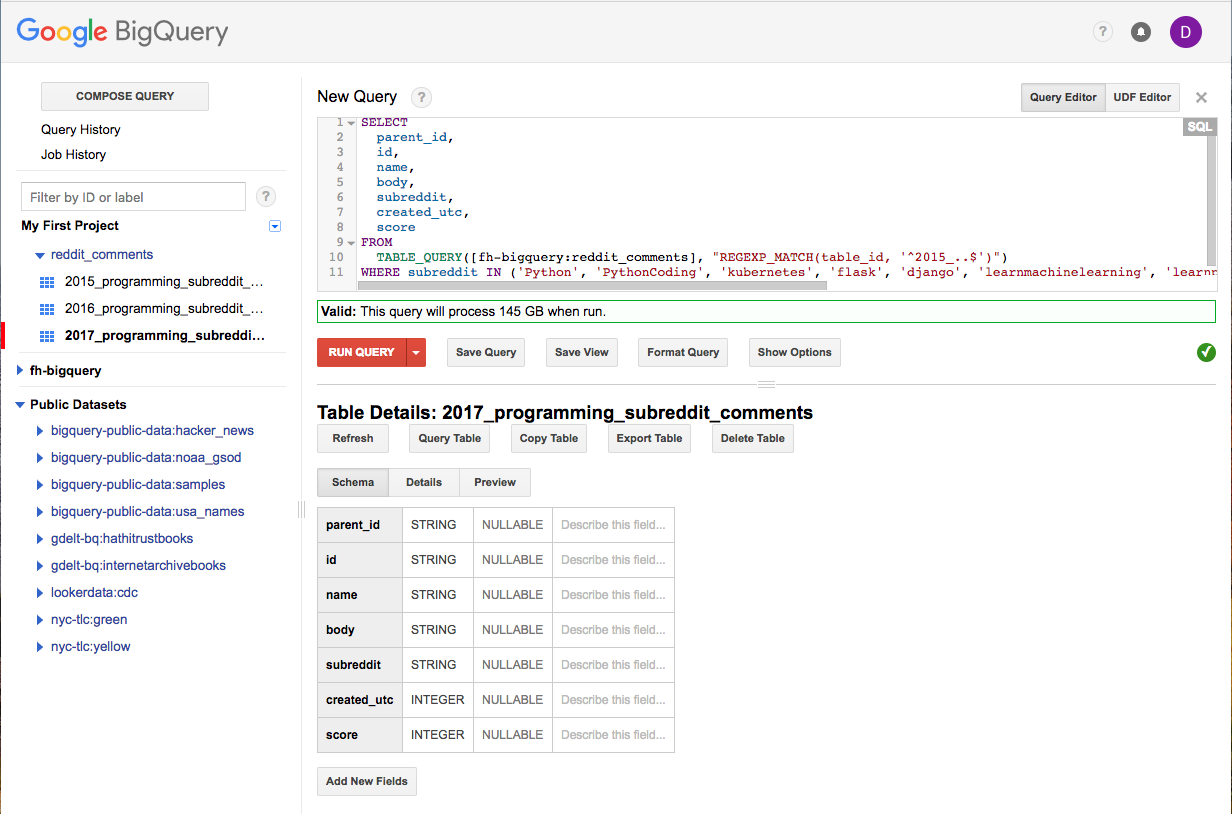 Google BigQuery
? D
COMPOSE QUERY
Query History
Job History
Filter by ID or label
?
My First Project
reddit_comments
2015_programming_subreddit_...
2016_programming_subreddit_...
2017_programming_subreddi...
fh-bigquery
Public Datasets
bigquery-public-data:hacker_news
bigquery-public-data:noaa_gsod
bigquery-public-data:samples
bigquery-public-data:usa_names
gdelt-bq:hathitrustbooks
gdelt-bq:internetarchivebooks
lookerdata:cdc
nyc-tlc:green
nyc-tlc:yellow
New Query ? Query Editor UDF Editor
SQL
1 SELECT
2 parent_id,
3 id,
4 name,
5 body,
6 subreddit,
7 created_utc,
8 score
9 FROM
10 TABLE_QUERY([fh-bigquery:reddit_comments], "REGEXP_MATCH(table_id, '^2015_..$')")
11 WHERE subreddit IN ('Python', 'PythonCoding', 'kubernetes', 'flask', 'django', 'learnmachinelearning', 'learn
Valid: This query will process 145 GB when run.
RUN QUERY Save Query Save View Format Query Show Options
Table Details: 2017_programming_subreddit_comments
Refresh Query Table Copy Table Export Table Delete Table
Schema Details Preview
parent_id STRING NULLABLE Describe this field...
id STRING NULLABLE Describe this field...
name STRING NULLABLE Describe this field...
body STRING NULLABLE Describe this field...
subreddit STRING NULLABLE Describe this field...
created_utc INTEGER NULLABLE Describe this field...
score INTEGER NULLABLE Describe this field...
Add New Fields